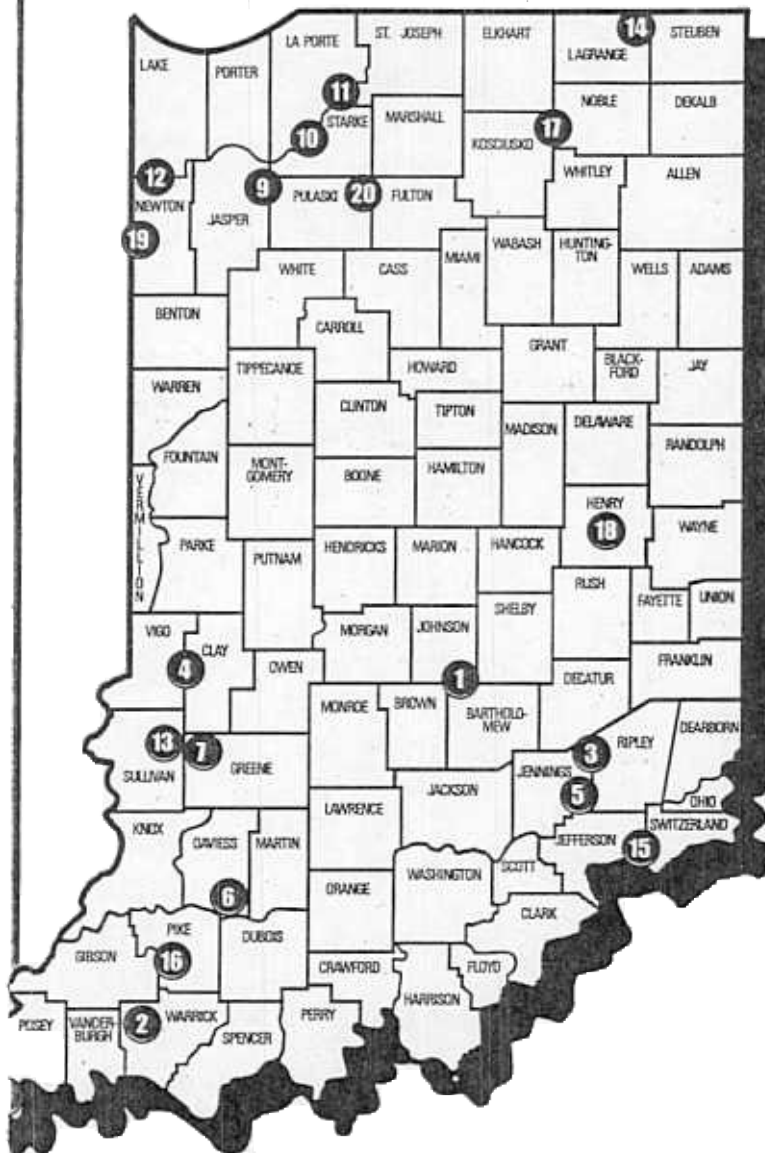 LA PORTE
ST. JOSEPH
ELKHART
14
STEUBEN
LAKE
PORTER
LAGRANGE
11
STARKE
MARSHALL
NOBLE
DEKALB
10
17
KOSCIUSKO
12
9
20
WHITLEY
ALLEN
NEWTON
PULASKI
FULTON
JASPER
19
MIAMI
WABASH
HUNTING-
TON
WHITE
CASS
WELLS
ADAMS
BENTON
CARROLL
GRANT
TIPPECANOE
HOWARD
BLACK-
FORD
JAY
WARREN
CLINTON
TIPTON
MADISON
DELAWARE
RANDOLPH
FOUNTAIN
MONT-
GOMERY
BOONE
HAMILTON
VERMILLION
HENRY
18
WAYNE
PARKE
PUTNAM
HENDRICKS
MARION
HANCOCK
RUSH
FAYETTE
UNION
SHELBY
VIGO
CLAY
MORGAN
JOHNSON
4
OWEN
FRANKLIN
1
DECATUR
MONROE
BROWN
BARTHOLO-
MEW
DEARBORN
13
7
3
RIPLEY
SULLIVAN
GREENE
JENNINGS
JACKSON
5
OHIO
LAWRENCE
SWITZERLAND
KNOX
DAVIESS
MARTIN
JEFFERSON
15
WASHINGTON
SCOTT
6
ORANGE
CLARK
PIKE
DUBOIS
GIBSON
16
CRAWFORD
FLOYD
HARRISON
POSEY
VANDER-
BURGH
2
WARRICK
PERRY
SPENCER